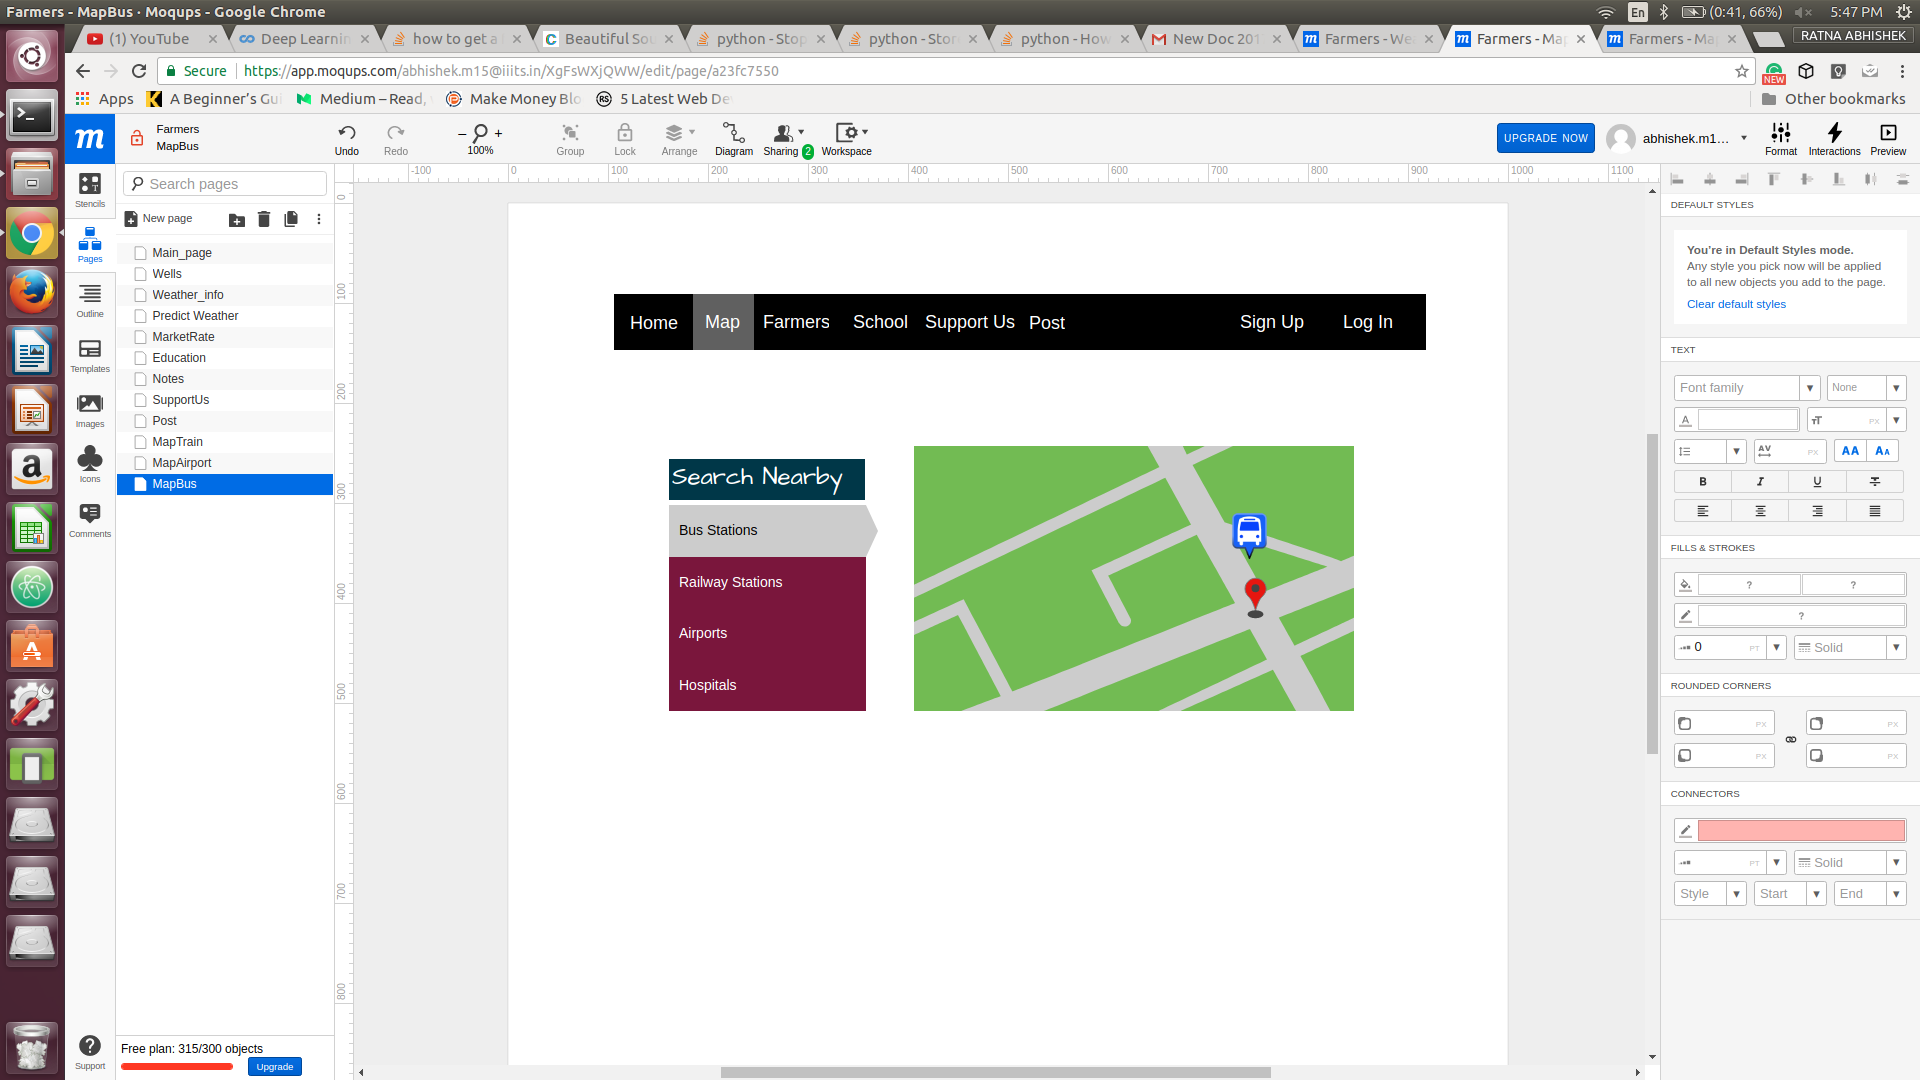 Farmers - MapBus · Moqups - Google Chrome
En
(0:41, 66%)
5:47 PM
(1) YouTube
Deep Learnin
how to get a
Beautiful Sou
python - Stop
python - Stor
python - How
New Doc 201
Farmers - We
Farmers - Ma
Farmers - Ma
RATNA ABHISHEK
Secure
https://app.moqups.com/abhishek.m15@iiits.in/XgFsWXjQWW/edit/page/a23fc7550
NEW
Apps
A Beginner's Gui
Medium – Read,
Make Money Blo
RS
5 Latest Web De
Other bookmarks
m
Farmers
MapBus
Undo
Redo
100%
Group
Lock
Arrange
Diagram
Sharing 2
Workspace
UPGRADE NOW
abhishek.m1...
Format
Interactions
Preview
Stencils
Pages
Outline
Templates
Images
Icons
Comments
Support
Search pages
New page
Main_page
Wells
Weather_info
Predict Weather
MarketRate
Education
Notes
SupportUs
Post
MapTrain
MapAirport
MapBus
Free plan: 315/300 objects
Upgrade
-100 0 100 200 300 400 500 600 700 800 900 1000 1100
0
100
200
300
400
500
600
700
800
Home Map Farmers School Support Us Post Sign Up Log In
Search Nearby
Bus Stations
Railway Stations
Airports
Hospitals
DEFAULT STYLES
You're in Default Styles mode.
Any style you pick now will be applied
to all new objects you add to the page.
Clear default styles
TEXT
Font family
None
A
PX
AV
PX
AA
AA
B
I
U
S
FILLS & STROKES
? ?
?
0 PT
Solid
ROUNDED CORNERS
PX PX
PX PX
CONNECTORS
PT
Solid
Style
Start
End